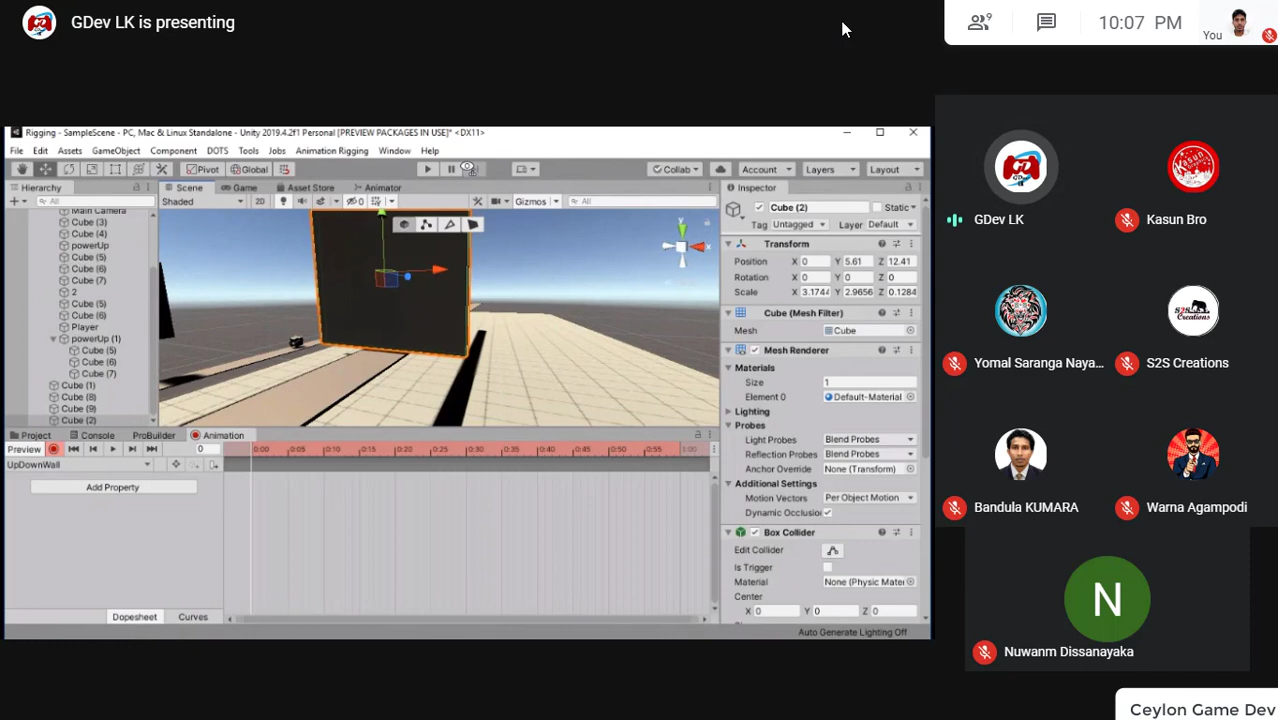 GDev LK is presenting
9
10:07 PM
You
Rigging - SampleScene - PC, Mac & Linux Standalone - Unity 2019.4.2f1 Personal [PREVIEW PACKAGES IN USE]* <DX11>
File Edit Assets GameObject Component DOTS Tools Jobs Animation Rigging Window Help
Pivot Global Collab Account Layers Layout
Hierarchy
All
Main Camera
Cube (3)
Cube (4)
powerUp
Cube (5)
Cube (6)
Cube (7)
2
Cube (5)
Cube (6)
Player
powerUp (1)
Cube (5)
Cube (6)
Cube (7)
Cube (1)
Cube (8)
Cube (9)
Cube (2)
Scene Game Asset Store Animator
Shaded 2D 0 Gizmos All
y
x
Inspector
Cube (2) Static
Tag Untagged Layer Default
Transform
Position X 0 Y 5.61 Z 12.41
Rotation X 0 Y 0 Z 0
Scale X 3.1744 Y 2.9656 Z 0.1284
Cube (Mesh Filter)
Mesh Cube
Mesh Renderer
Materials
Size 1
Element 0 Default-Material
Lighting
Probes
Light Probes Blend Probes
Reflection Probes Blend Probes
Anchor Override None (Transform)
Additional Settings
Motion Vectors Per Object Motion
Dynamic Occlusion
Box Collider
Edit Collider
Is Trigger
Material None (Physic Mater
Center
X 0 Y 0 Z 0
Auto Generate Lighting Off
Project Console ProBuilder Animation
Preview 0
0:00 0:05 0:10 0:15 0:20 0:25 0:30 0:35 0:40 0:45 0:50 0:55 1:00
UpDownWall
Add Property
Dopesheet Curves
GDev LK
Kasun Bro
Yomal Saranga Naya...
S2S Creations
Bandula KUMARA
Warna Agampodi
N
Nuwanm Dissanayaka
Ceylon Game Dev